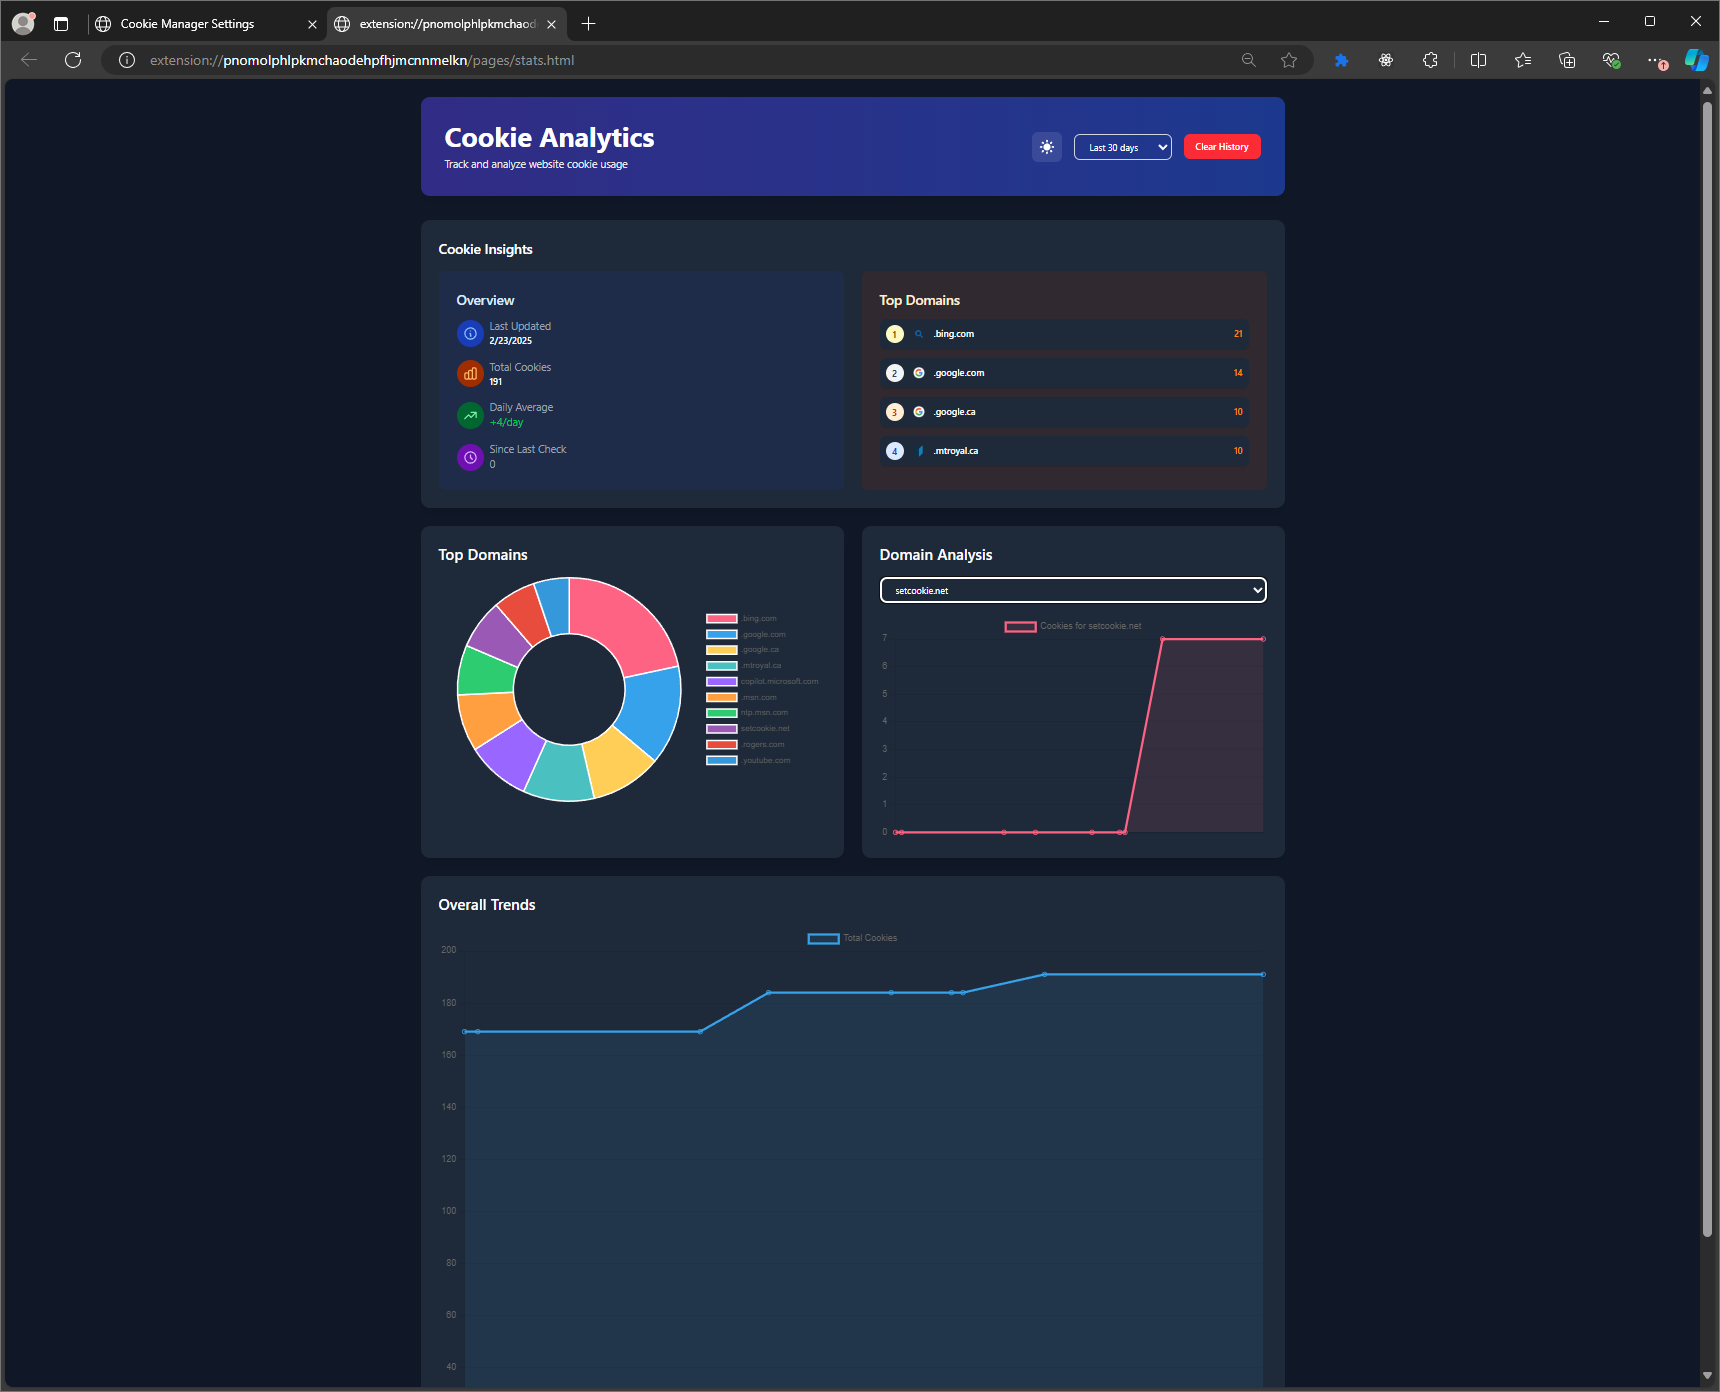 Cookie Manager Settings
extension://pnomolphlpkmchaod
extension://pnomolphlpkmchaodehpfhjmcnnmelkn/pages/stats.html
Cookie Analytics
Track and analyze website cookie usage
Last 30 days
Clear History
Cookie Insights
Overview
Last Updated
2/23/2025
Total Cookies
191
Daily Average
+4/day
Since Last Check
0
Top Domains
1 .bing.com 21
2 .google.com 14
3 .google.ca 10
4 .mtroyal.ca 10
Top Domains
.bing.com
.google.com
.google.ca
.mtroyal.ca
copilot.microsoft.com
.msn.com
ntp.msn.com
setcookie.net
.rogers.com
.youtube.com
Domain Analysis
setcookie.net
Cookies for setcookie.net
7
6
5
4
3
2
1
0
Overall Trends
Total Cookies
200
180
160
140
120
100
80
60
40